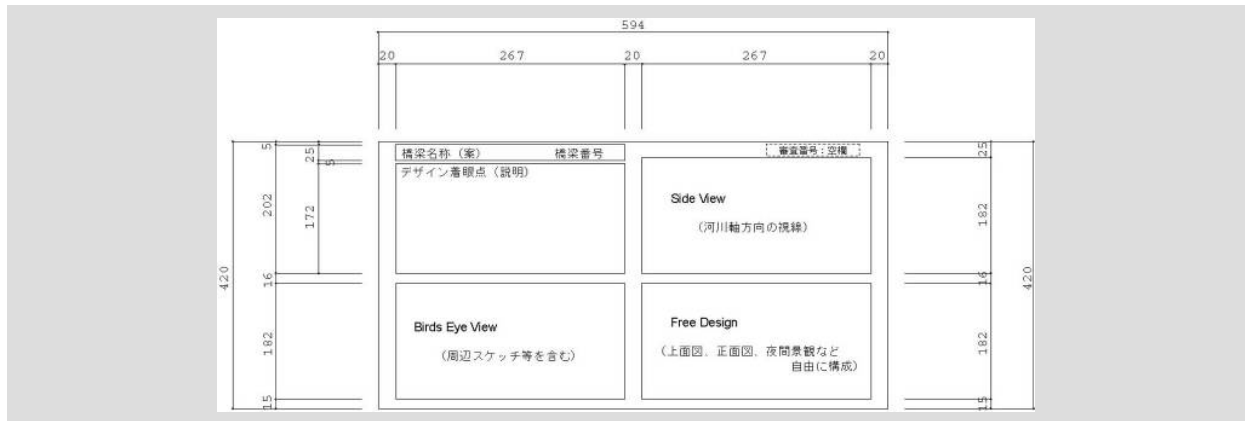 594
20 267 20 267 20
5 25 5
202
172
16
182
15
420
橋梁名称（案） 橋梁番号
デザイン着眼点（説明）
審査番号：空欄
Side View
（河川軸方向の視線）
Birds Eye View
（周辺スケッチ等を含む）
Free Design
（上面図、正面図、夜間景観など
自由に構成）
25
182
16
182
15
420